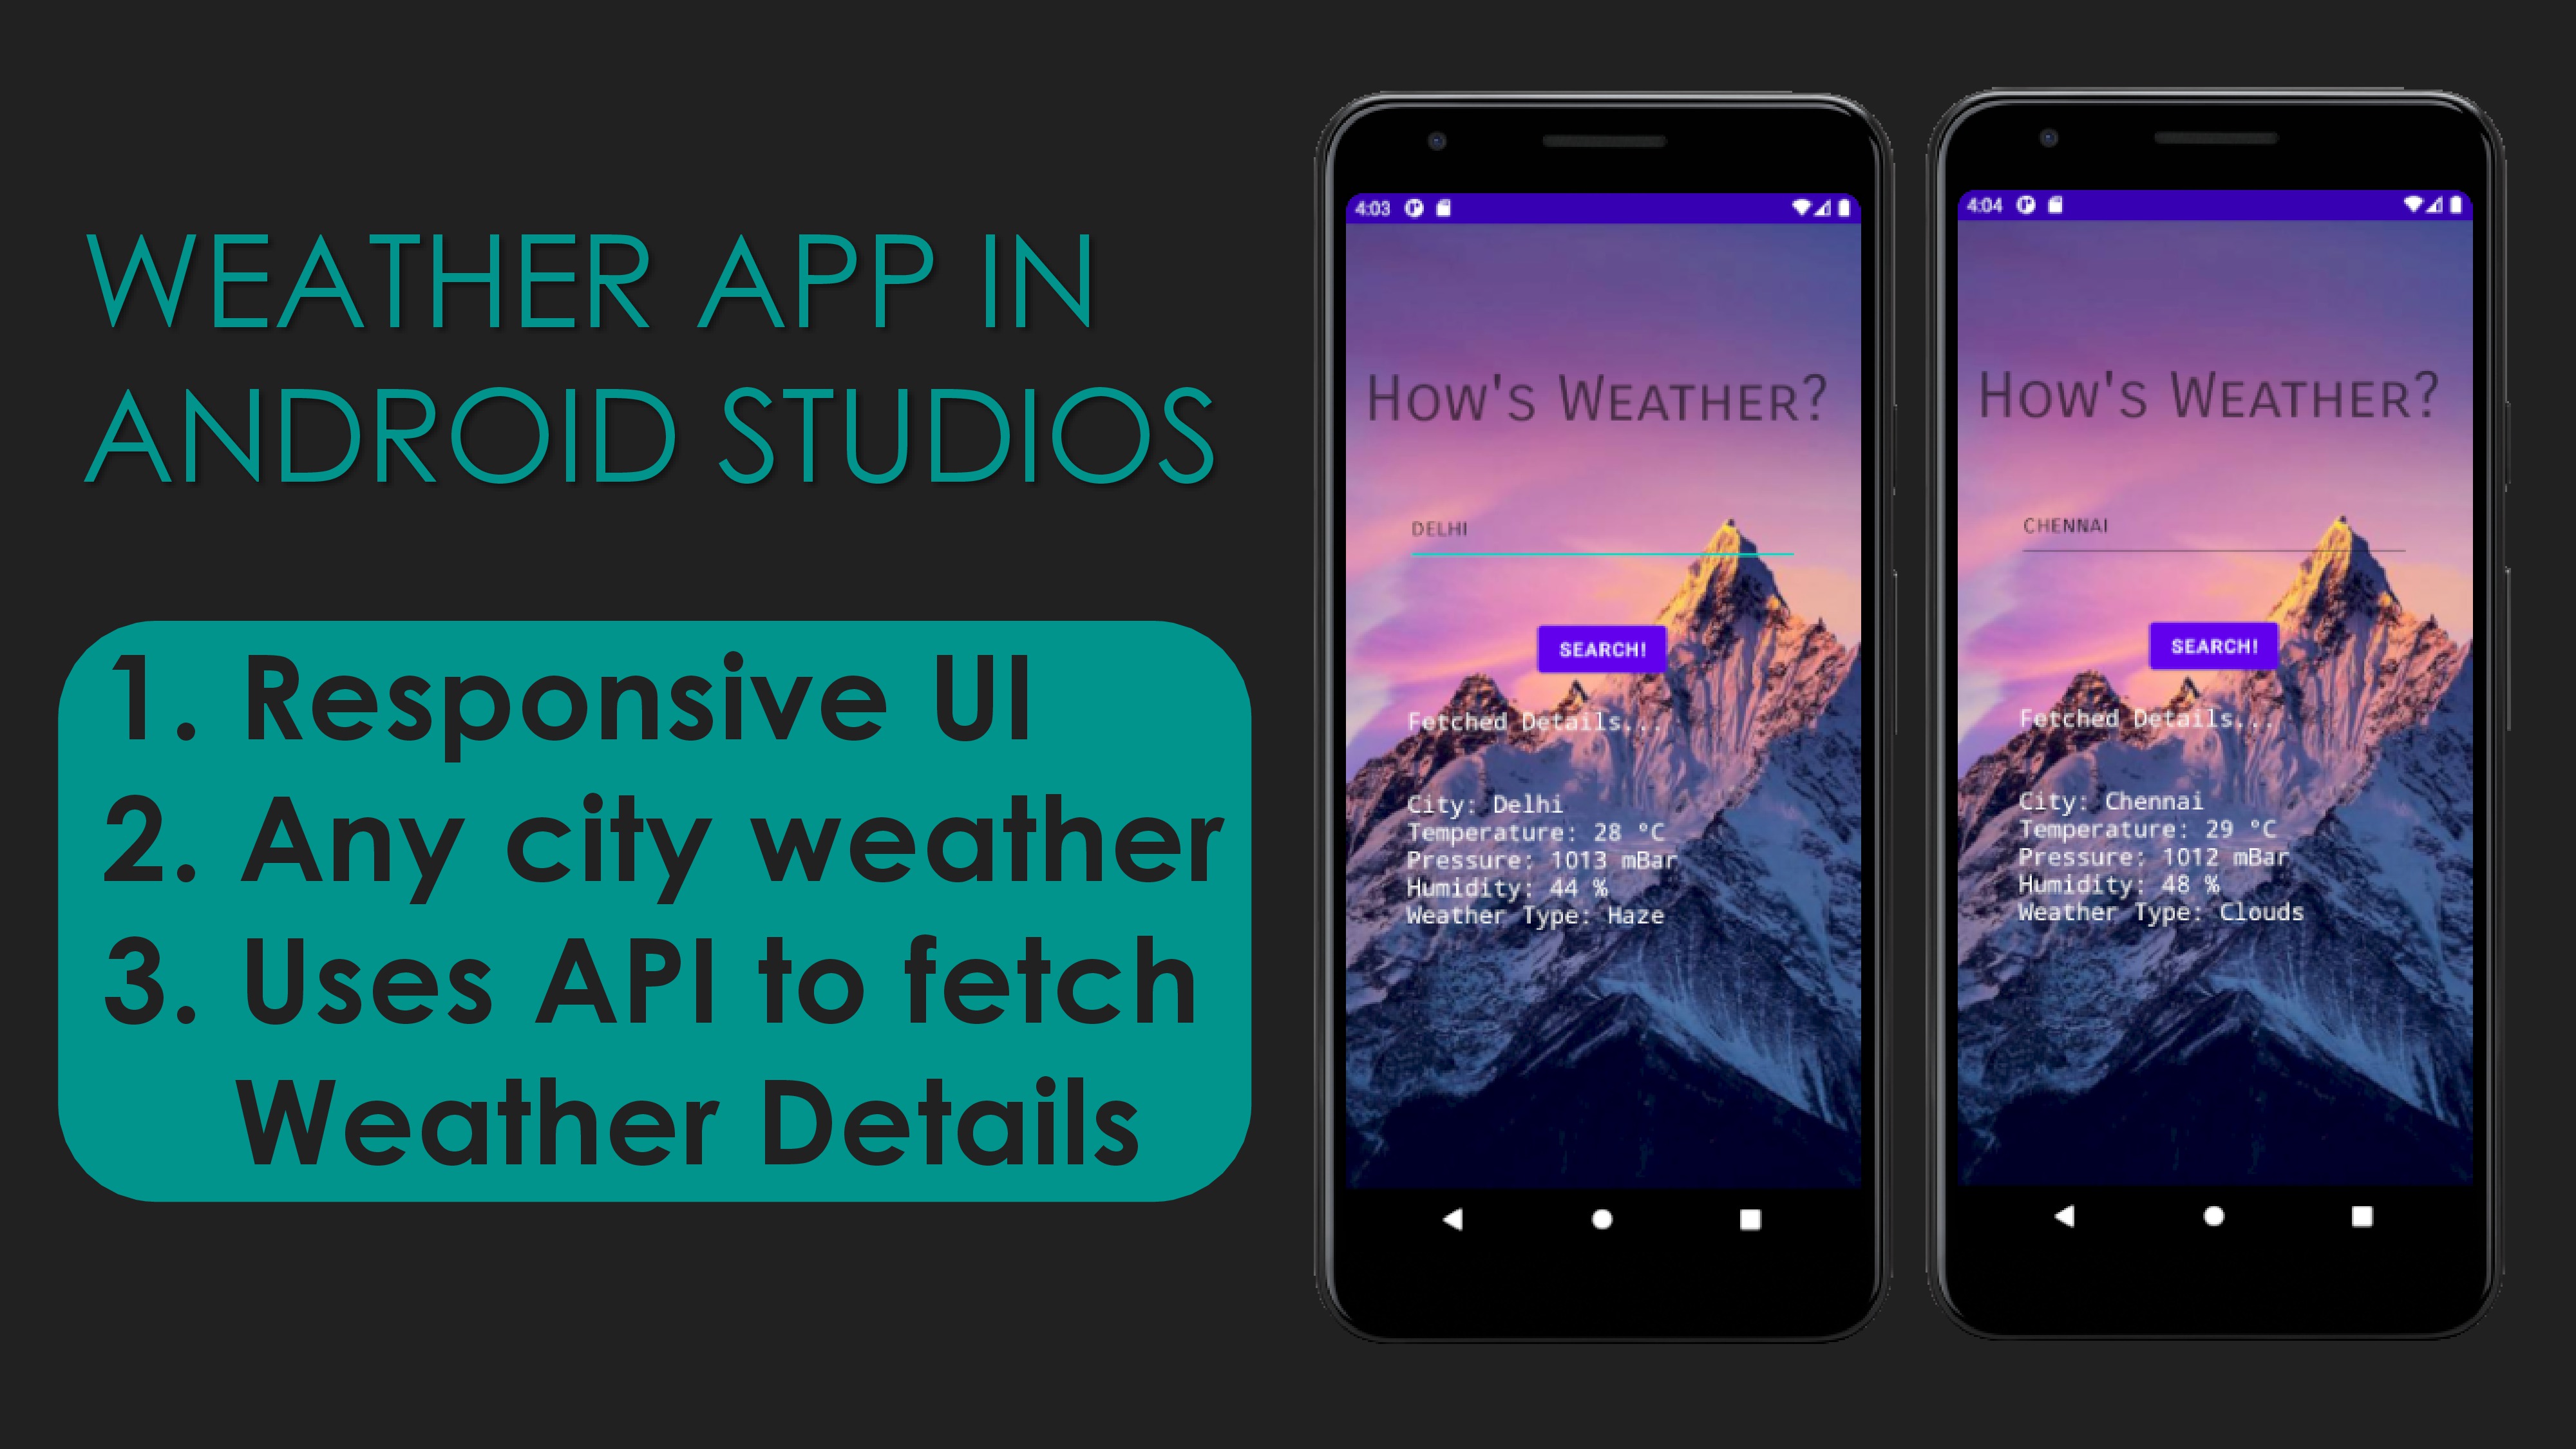 WEATHER APP IN
ANDROID STUDIOS
1. Responsive UI
2. Any city weather
3. Uses API to fetch
Weather Details
4:03
How's Weather?
DELHI
SEARCH!
Fetched Details...
City: Delhi
Temperature: 28 °C
Pressure: 1013 mBar
Humidity: 44 %
Weather Type: Haze
4:04
How's Weather?
CHENNAI
SEARCH!
Fetched Details...
City: Chennai
Temperature: 29 °C
Pressure: 1012 mBar
Humidity: 48 %
Weather Type: Clouds